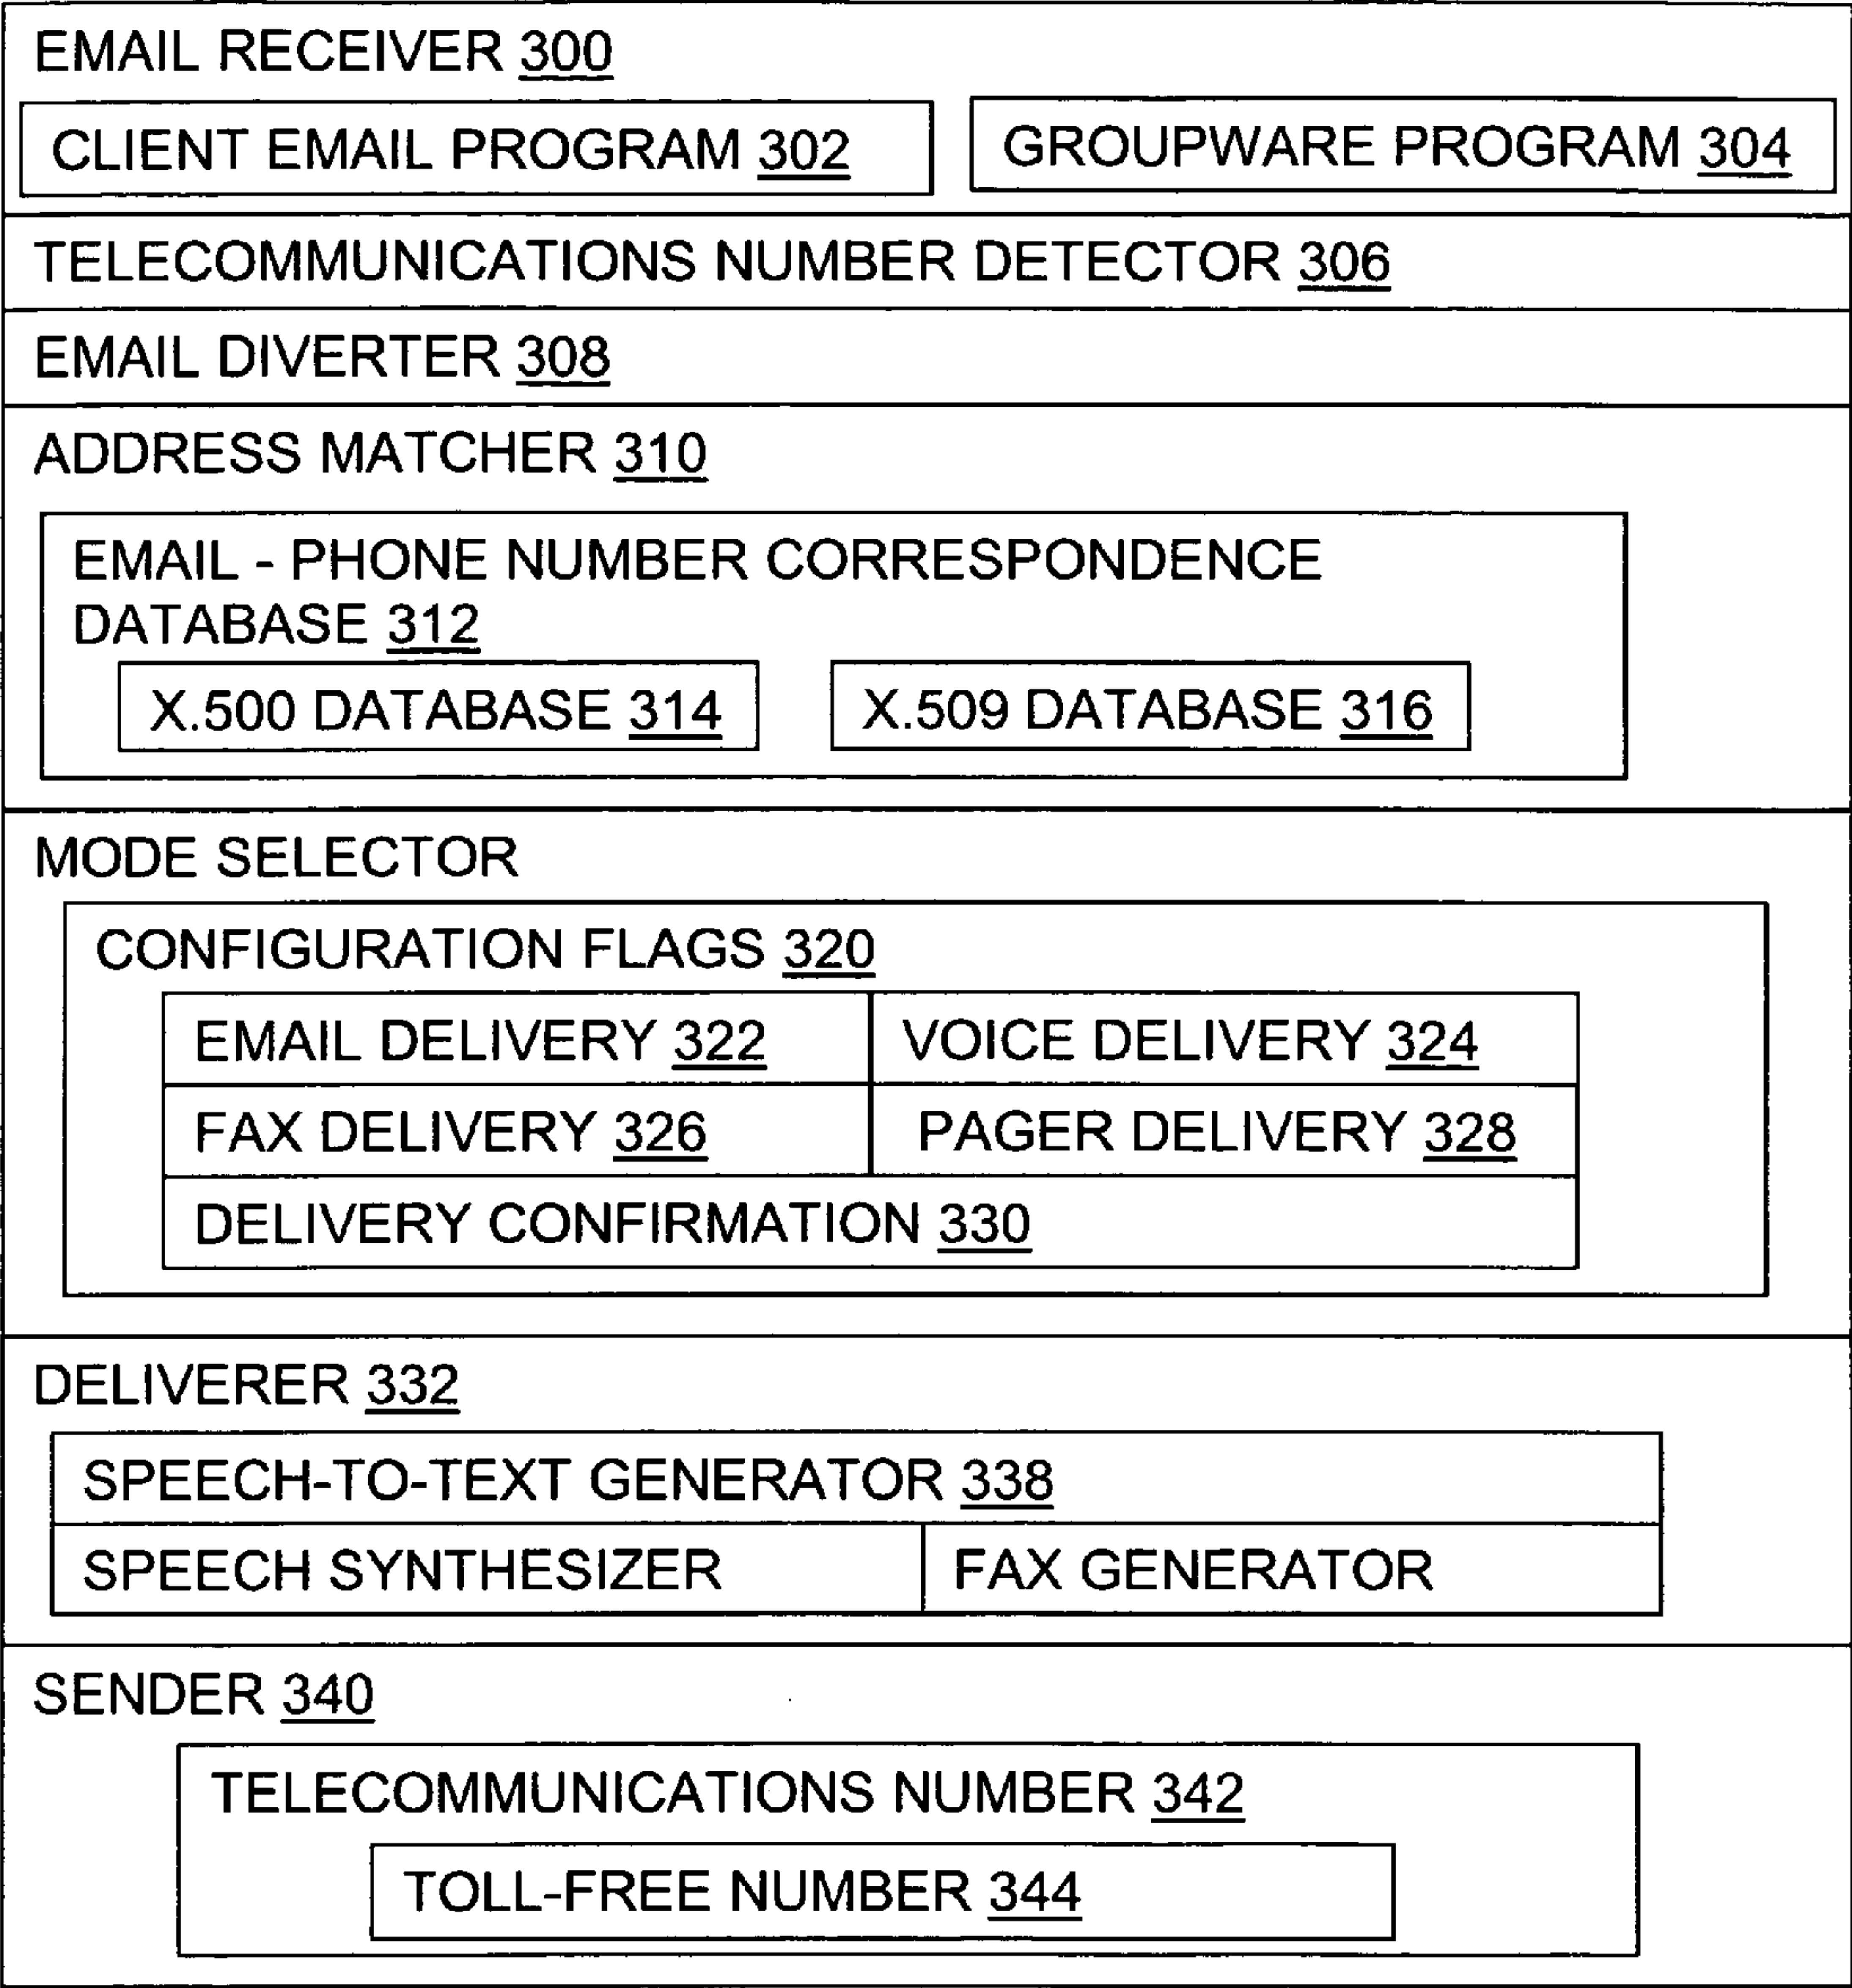 EMAIL RECEIVER 300
CLIENT EMAIL PROGRAM 302
GROUPWARE PROGRAM 304
TELECOMMUNICATIONS NUMBER DETECTOR 306
EMAIL DIVERTER 308
ADDRESS MATCHER 310
EMAIL - PHONE NUMBER CORRESPONDENCE
DATABASE 312
X.500 DATABASE 314
X.509 DATABASE 316
MODE SELECTOR
CONFIGURATION FLAGS 320
EMAIL DELIVERY 322
VOICE DELIVERY 324
FAX DELIVERY 326
PAGER DELIVERY 328
DELIVERY CONFIRMATION 330
DELIVERER 332
SPEECH-TO-TEXT GENERATOR 338
SPEECH SYNTHESIZER
FAX GENERATOR
SENDER 340
TELECOMMUNICATIONS NUMBER 342
TOLL-FREE NUMBER 344